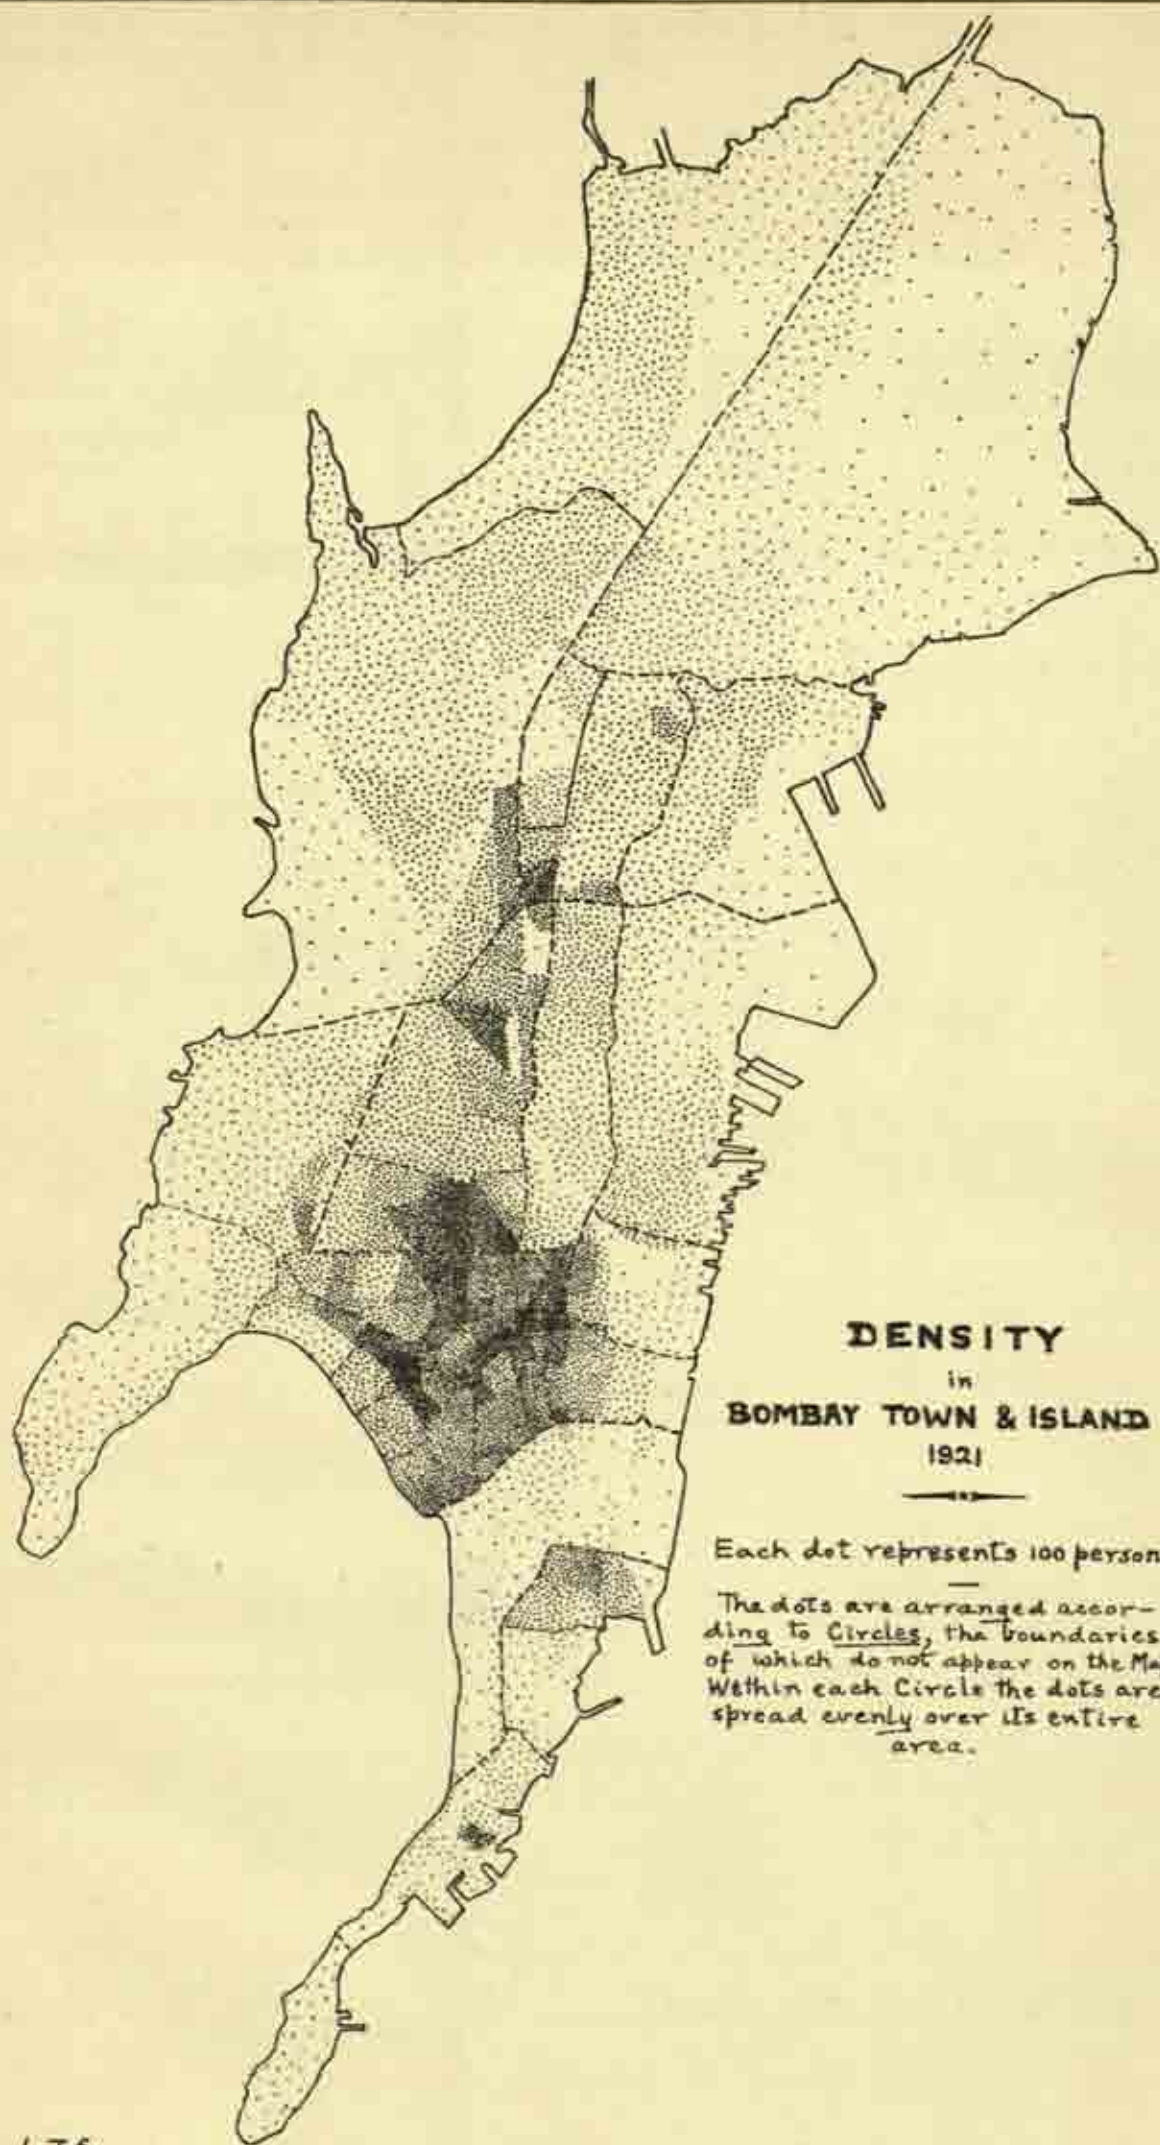 DENSITY
in
BOMBAY TOWN & ISLAND
1921
Each dot represents 100 person
The dots are arranged accor-
ding to Circles, the boundaries
of which do not appear on the Ma
Within each Circle the dots are
spread evenly over its entire
area.